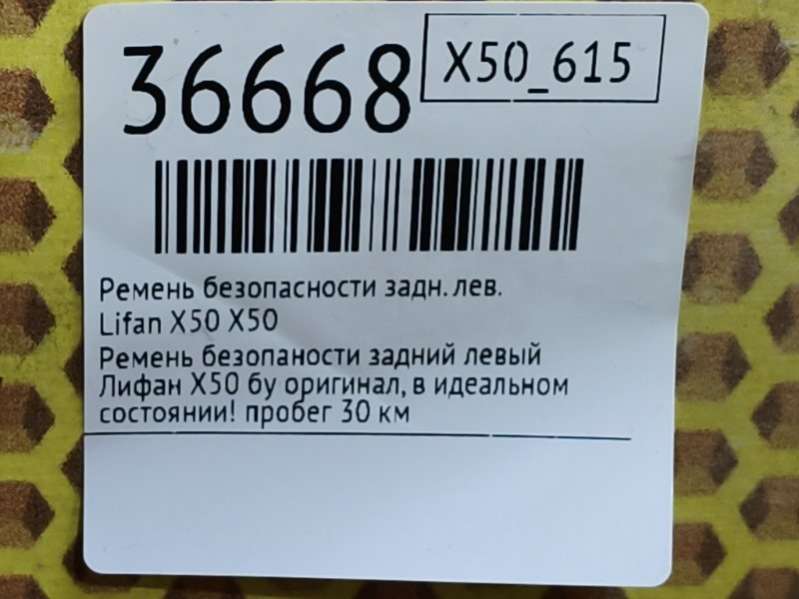 36668
X50_615
Ремень безопасности задн. лев.
Lifan X50 X50
Ремень безопаности задний левый
Лифан Х50 бу оригинал, в идеальном
состоянии! пробег 30 км